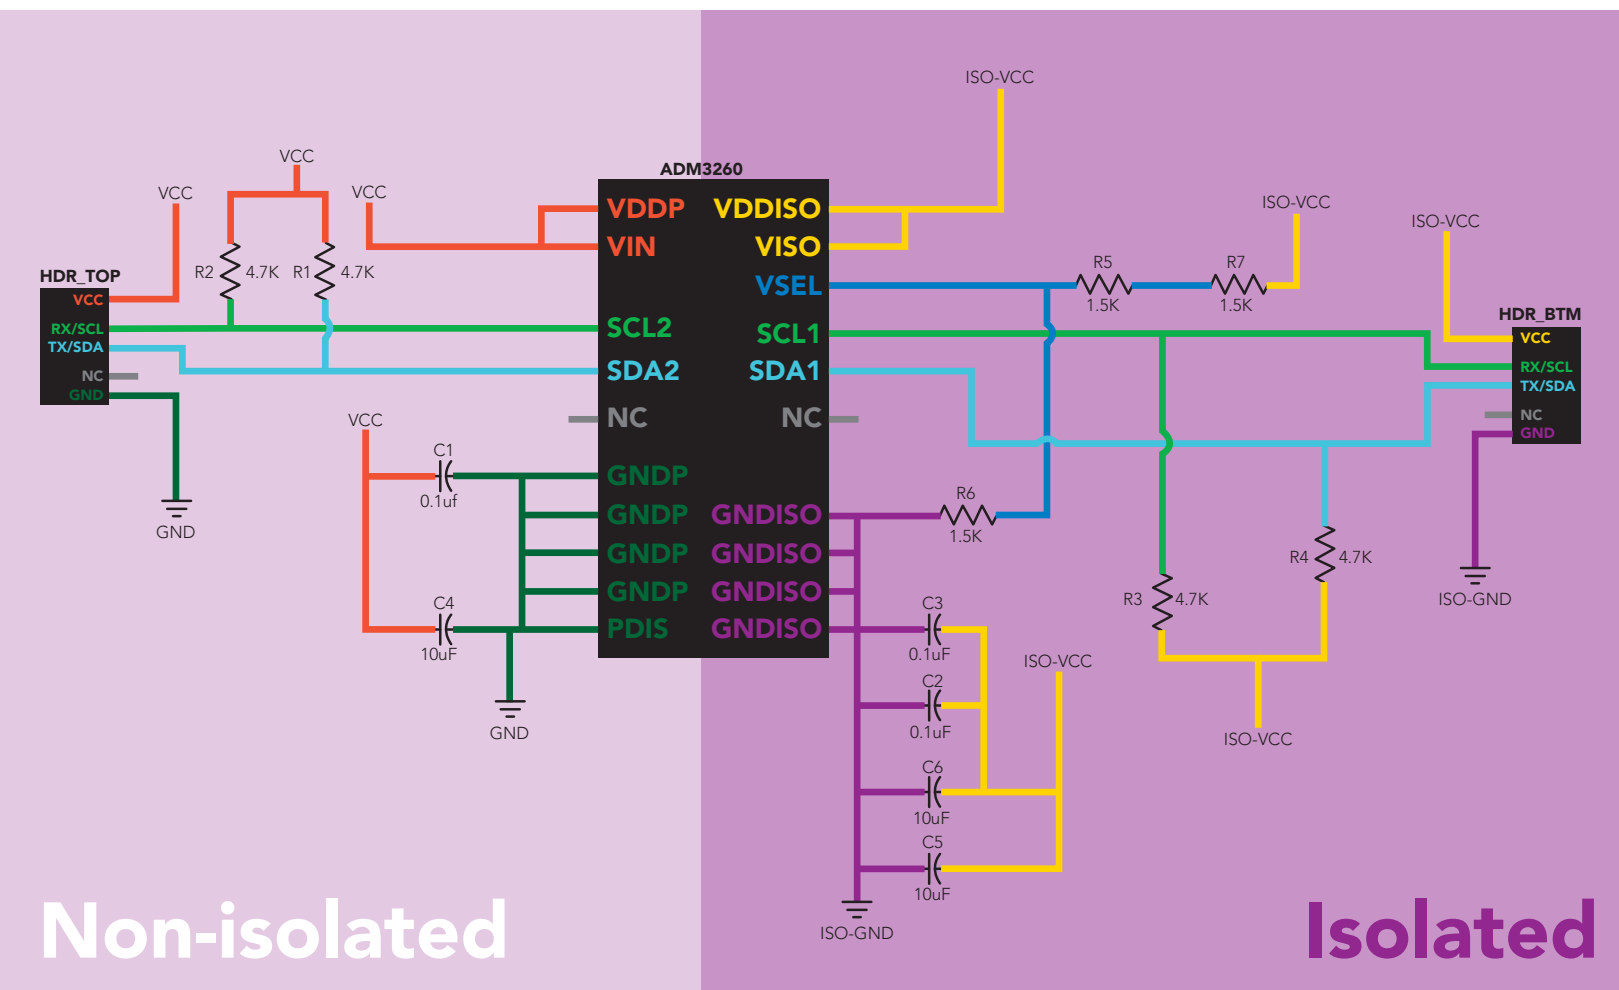 ISO-VCC
VCC
ADM3260
VCC
VCC
ISO-VCC
ISO-VCC
VDDP VDDISO
VIN VISO
R2 4.7K R1 4.7K
HDR_TOP
VCC
RX/SCL
TX/SDA
NC
GND
VSEL
R5
1.5K
R7
1.5K
SCL2 SCL1
SDA2 SDA1
NC NC
HDR_BTM
VCC
RX/SCL
TX/SDA
NC
GND
VCC
C1
0.1uf
GNDP
GNDP GNDISO
GNDP GNDISO
GNDP GNDISO
PDIS GNDISO
R6
1.5K
GND
R4 4.7K
R3 4.7K
ISO-GND
C4
10uF
C3
0.1uF
ISO-VCC
C2
0.1uF
GND
ISO-VCC
C6
10uF
C5
10uF
ISO-GND
Non-isolated
Isolated